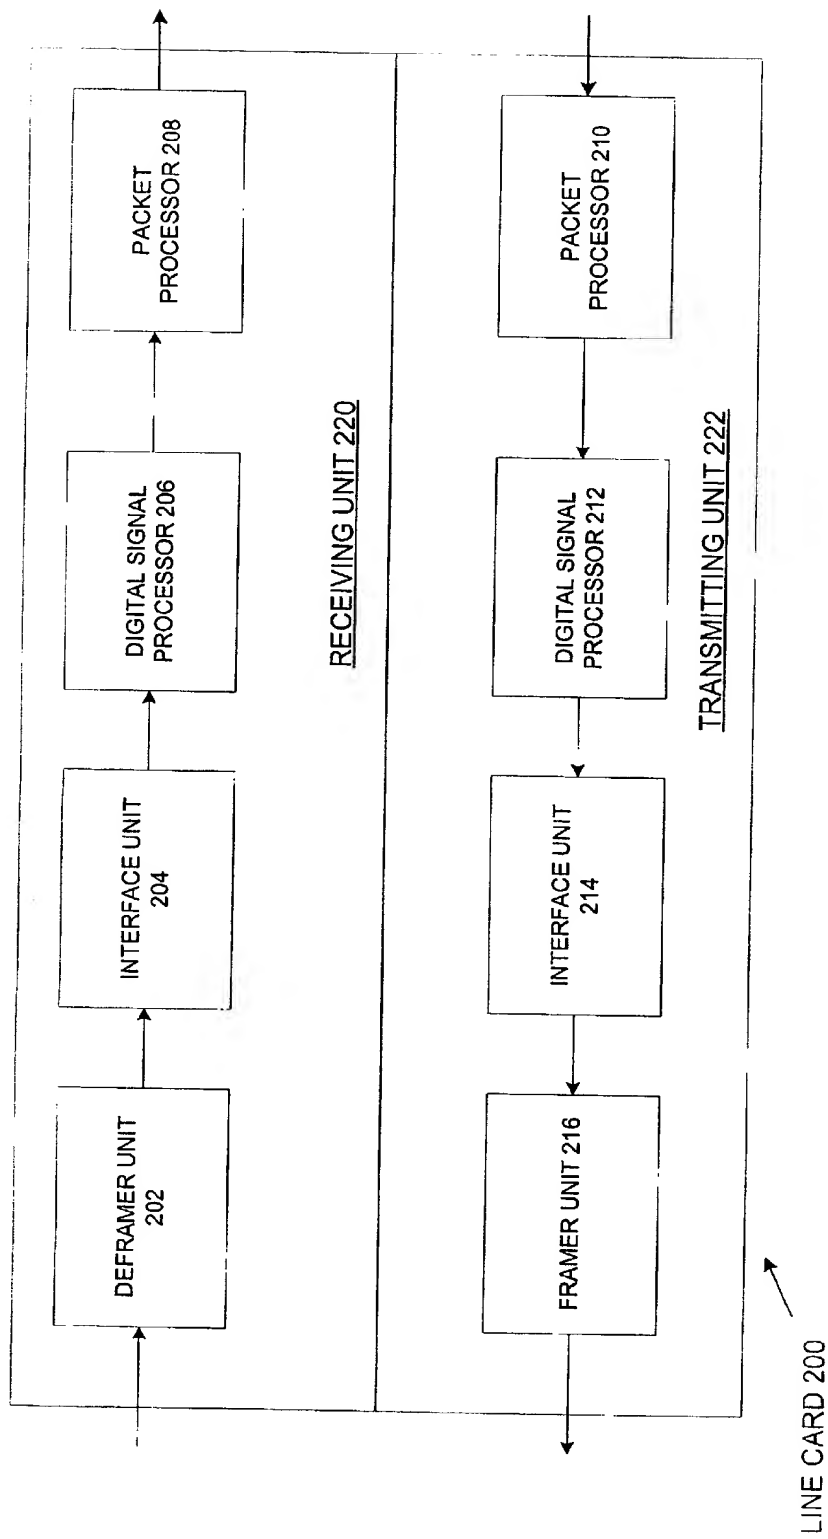 DEFRAMER UNIT
202
INTERFACE UNIT
204
DIGITAL SIGNAL
PROCESSOR 206
PACKET
PROCESSOR 208
RECEIVING UNIT 220
FRAMER UNIT 216
INTERFACE UNIT
214
DIGITAL SIGNAL
PROCESSOR 212
PACKET
PROCESSOR 210
TRANSMITTING UNIT 222
LINE CARD 200